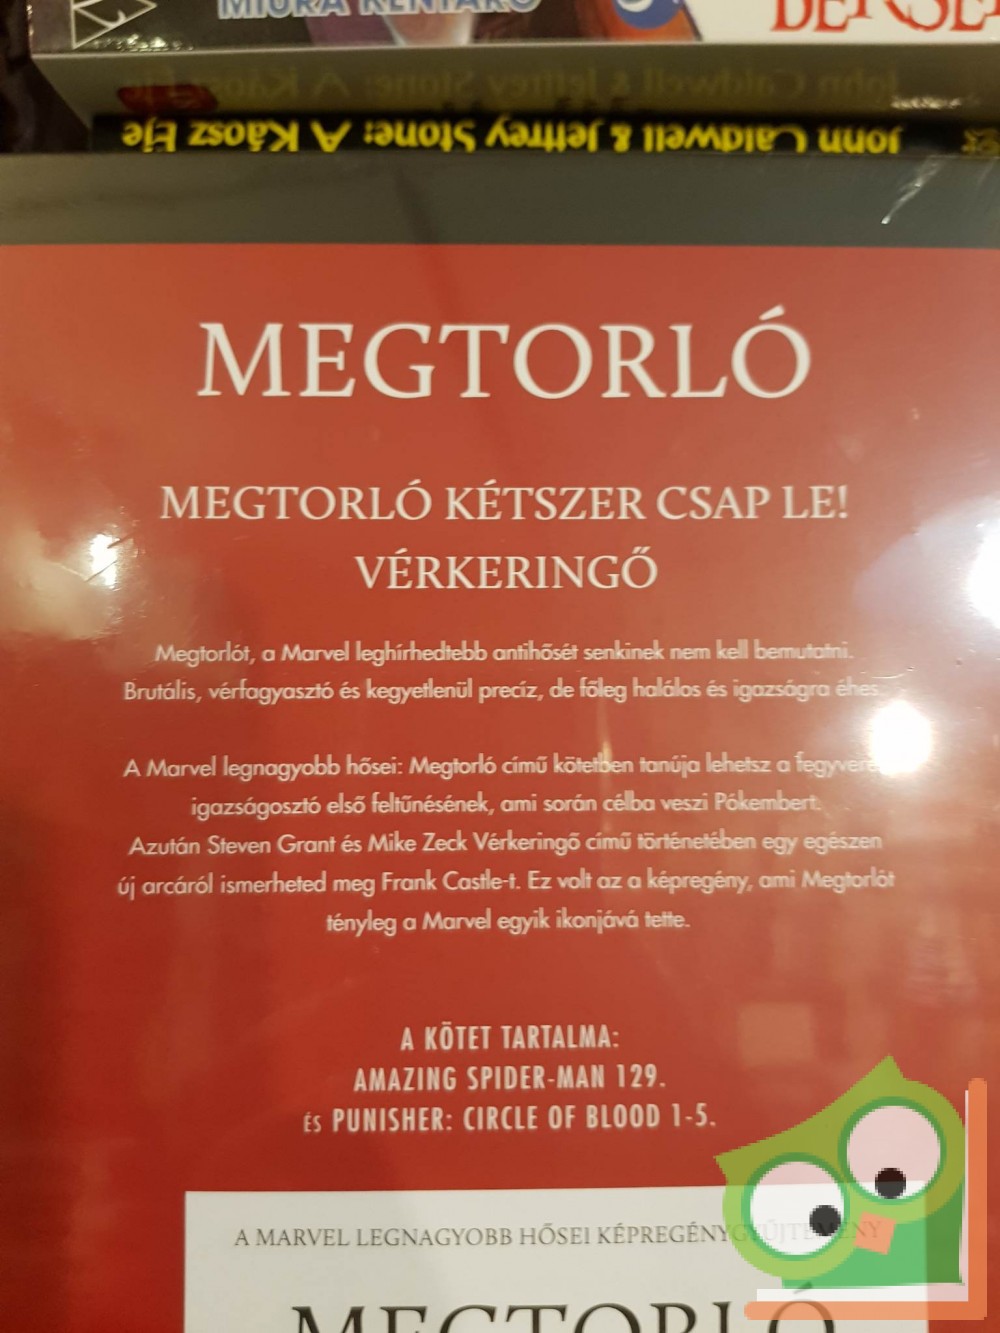 MIURA KENTARO
John Caldwell & Jeffrey Stone: A Káosz Éje
MEGTORLÓ
MEGTORLÓ KÉTSZER CSAP LE!
VÉRKERINGŐ
Megtorlót, a Marvel leghírhedtebb antihősét senkinek nem kell bemutatni.
Brutális, vérfagyasztó és kegyetlenül precíz, de főleg halálos és igazságra éhes.
A Marvel legnagyobb hősei: Megtorló című kötetben tanúja lehetsz a
igazságosztó első feltűnésének, ami során célba veszi Pókembert.
Azután Steven Grant és Mike Zeck Vérkeringő című történetében egy egészen
új arcáról ismerheted meg Frank Castle-t. Ez volt az a képregény, ami Megtorlót
tényleg a Marvel egyik ikonjává tette.
A KÖTET TARTALMA:
AMAZING SPIDER-MAN 129.
ÉS PUNISHER: CIRCLE OF BLOOD 1-5.
A MARVEL LEGNAGYOBB HŐSEI KÉPREGÉNYGYŰJTEMÉNY
MEGTORLÓ